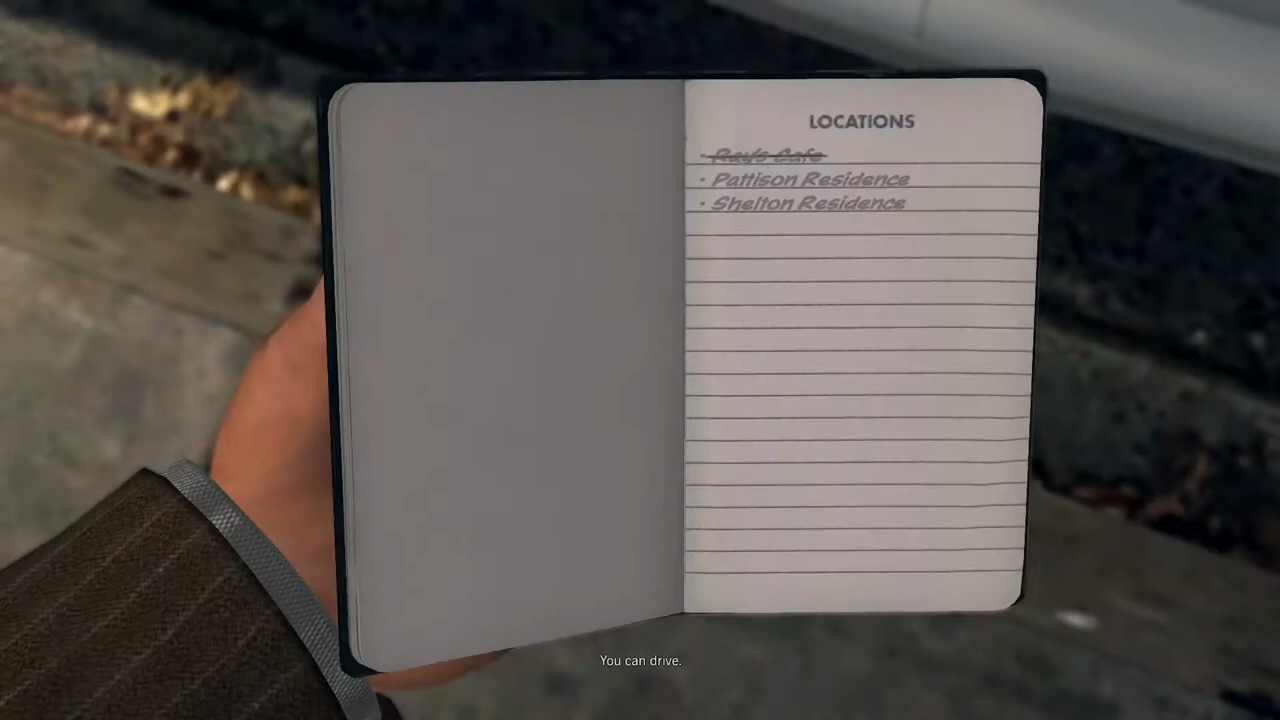 LOCATIONS
· Ray's Cafe
· Pattison Residence
· Shelton Residence
You can drive.